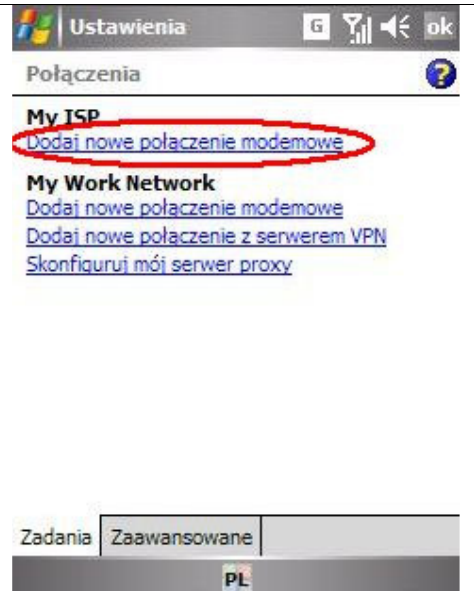 Ustawienia G ok
Połączenia ?
My ISP
Dodaj nowe połączenie modemowe
My Work Network
Dodaj nowe połączenie modemowe
Dodaj nowe połączenie z serwerem VPN
Skonfiguruj mój serwer proxy
Zadania Zaawansowane
PL